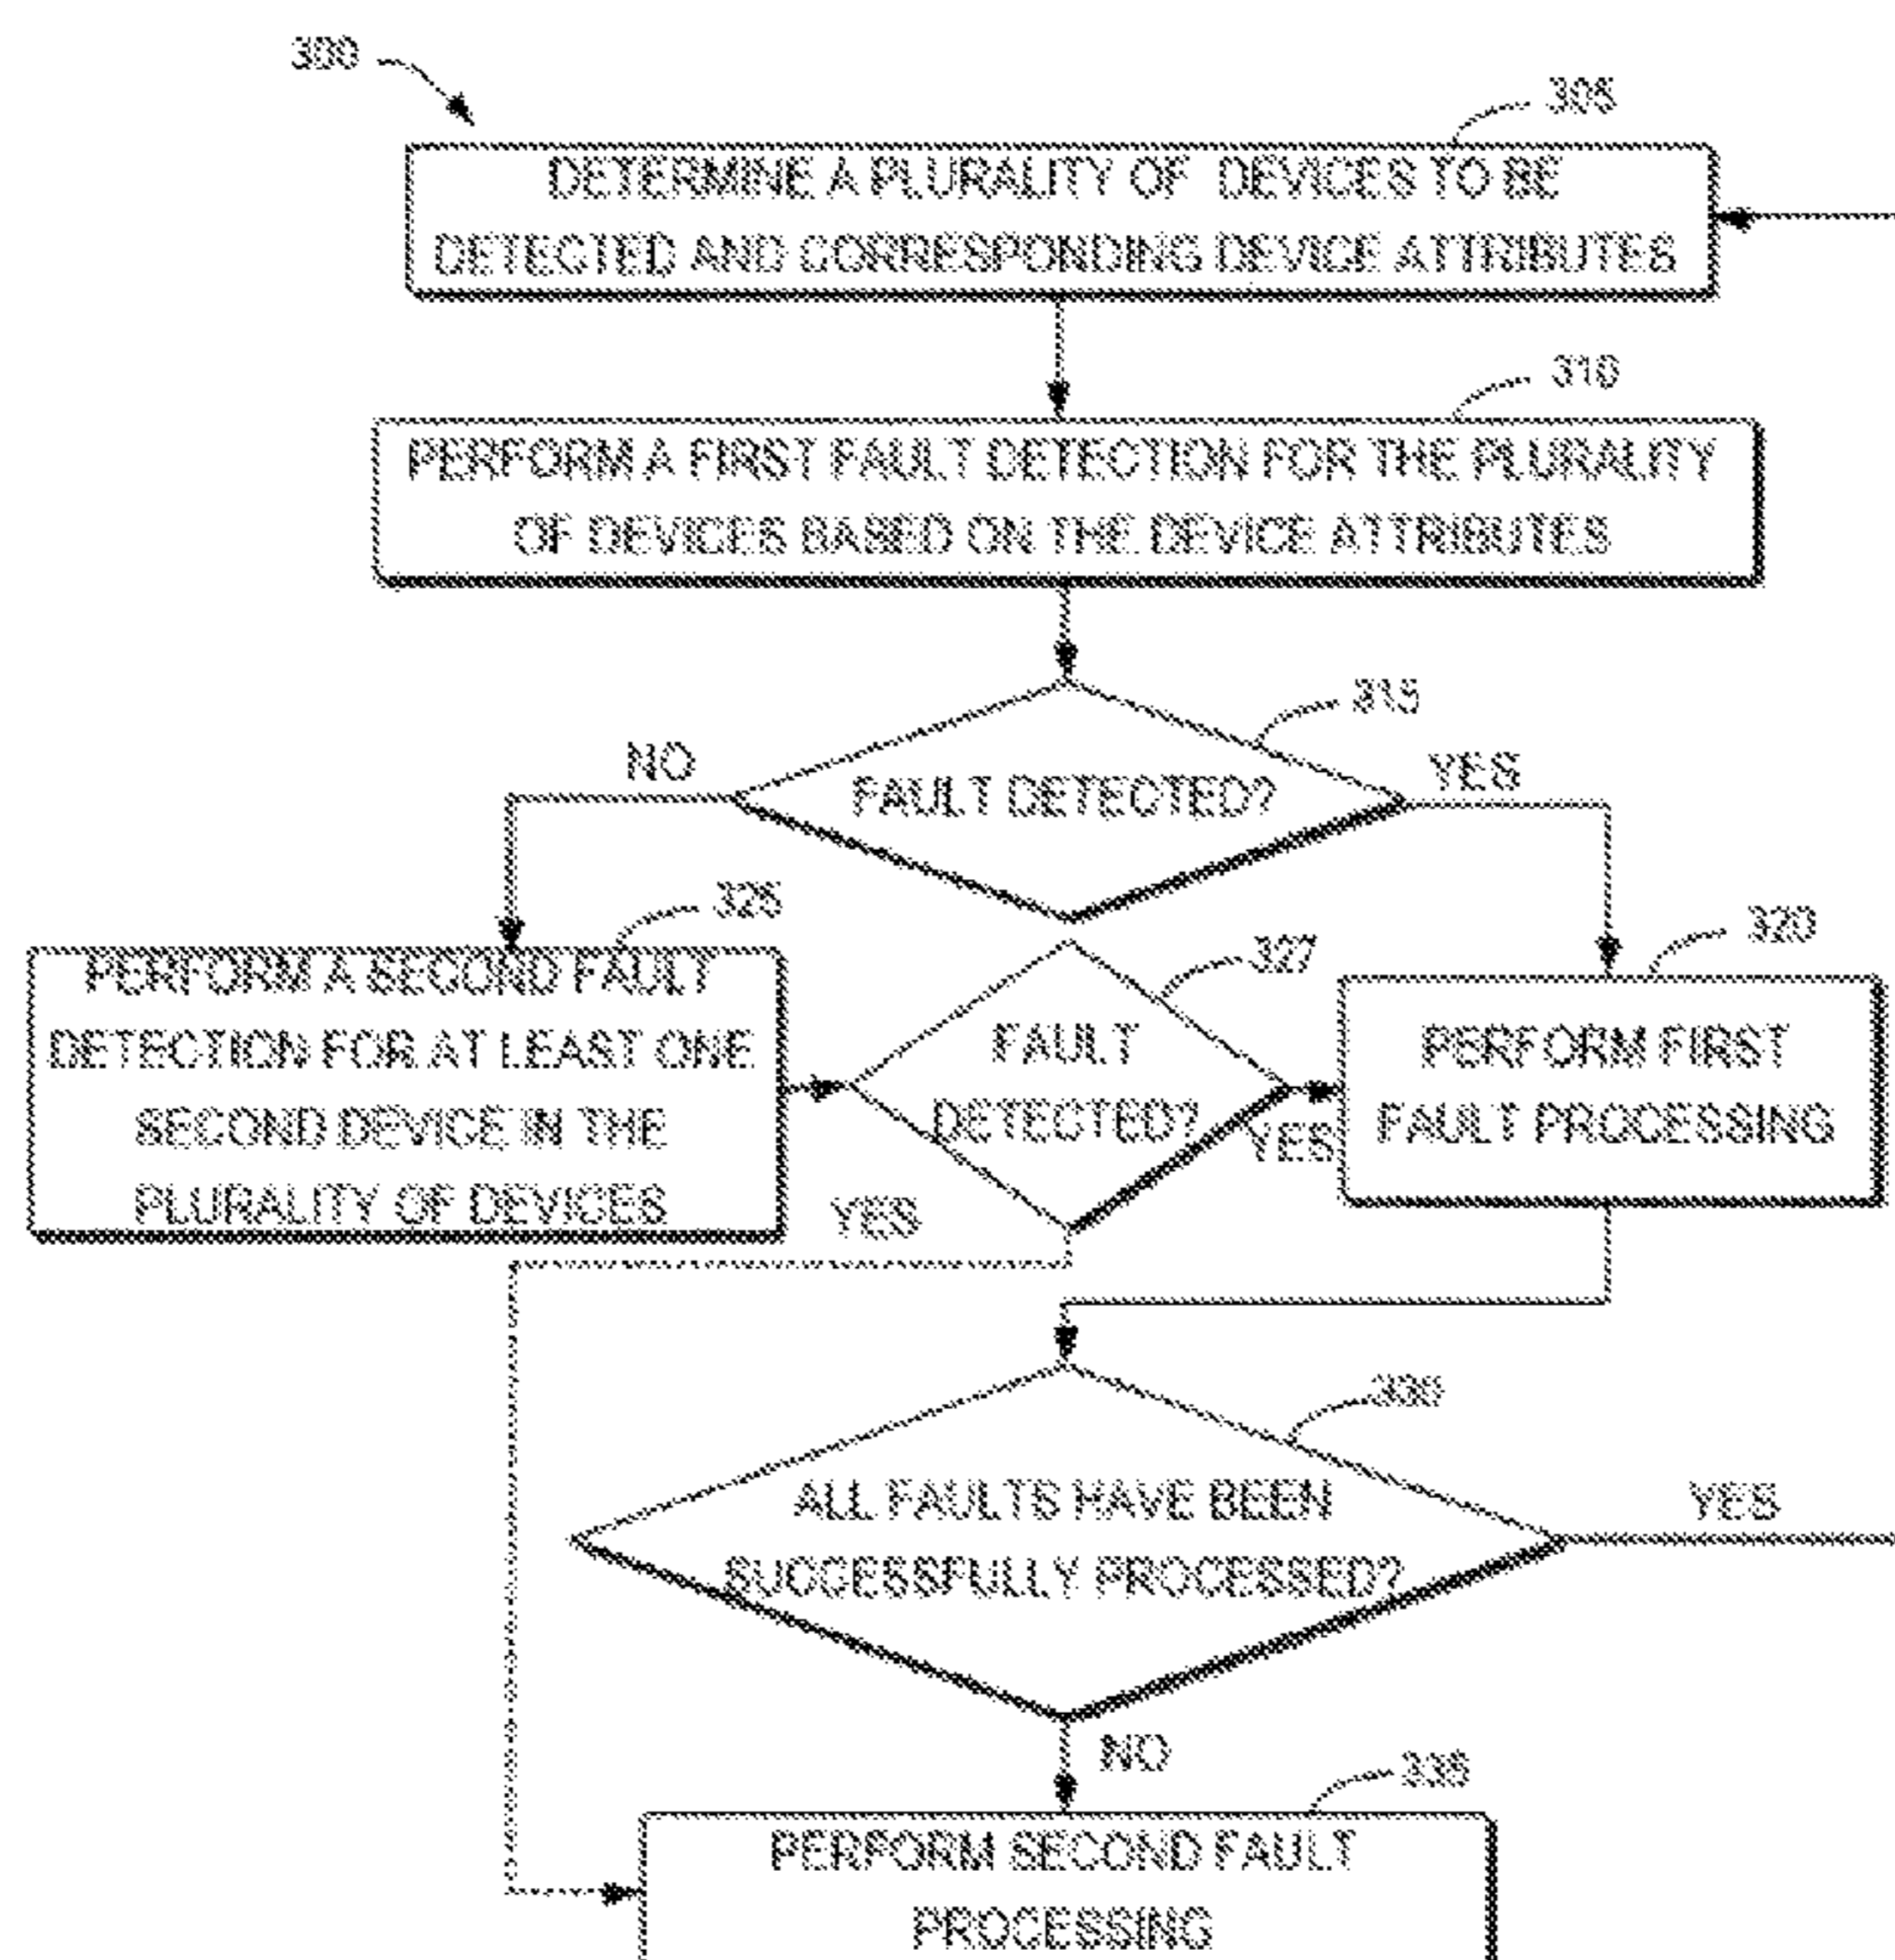 300
305
DETERMINE A PLURALITY OF DEVICES TO BE
DETECTED AND CORRESPONDING DEVICE ATTRIBUTES
310
PERFORM A FIRST FAULT DETECTION FOR THE PLURALITY
OF DEVICES BASED ON THE DEVICE ATTRIBUTES
315
NO
FAULT DETECTED?
YES
325
PERFORM A SECOND FAULT
DETECTION FOR AT LEAST ONE
SECOND DEVICE IN THE
PLURALITY OF DEVICES
327
FAULT
DETECTED?
YES
YES
320
PERFORM FIRST
FAULT PROCESSING
330
ALL FAULTS HAVE BEEN
SUCCESSFULLY PROCESSED?
YES
NO
335
PERFORM SECOND FAULT
PROCESSING